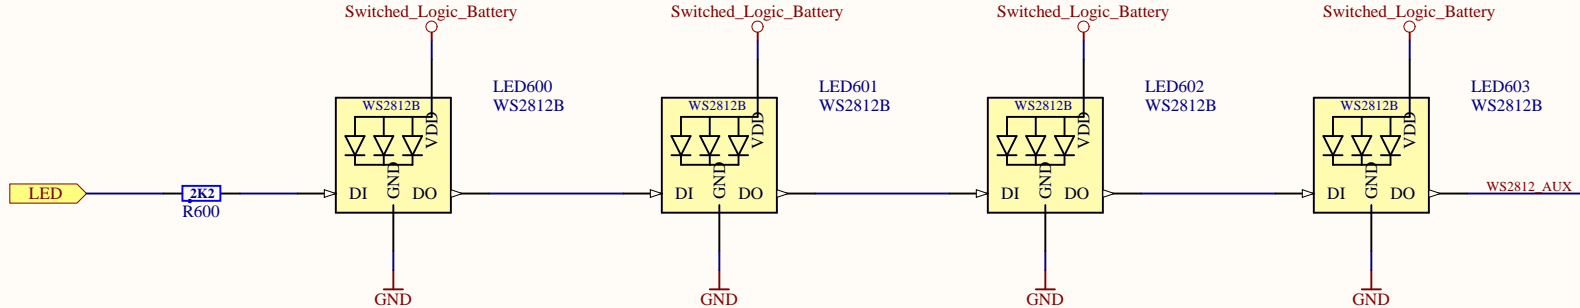 Switched_Logic_Battery
Switched_Logic_Battery
Switched_Logic_Battery
Switched_Logic_Battery
LED600
WS2812B
LED601
WS2812B
LED602
WS2812B
LED603
WS2812B
WS2812B
VDD
GND
DI
DO
WS2812B
VDD
GND
DI
DO
WS2812B
VDD
GND
DI
DO
WS2812B
VDD
GND
DI
DO
LED
2K2
R600
WS2812_AUX
GND
GND
GND
GND